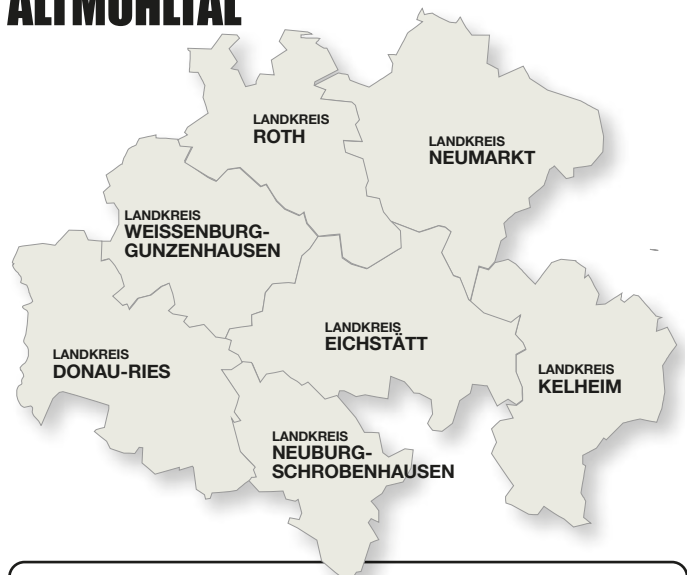 ALTMÜHLTAL
LANDKREIS
ROTH
LANDKREIS
NEUMARKT
LANDKREIS
WEISSENBURG-
GUNZENHAUSEN
LANDKREIS
EICHSTÄTT
LANDKREIS
DONAU-RIES
LANDKREIS
KELHEIM
LANDKREIS
NEUBURG-
SCHROBENHAUSEN